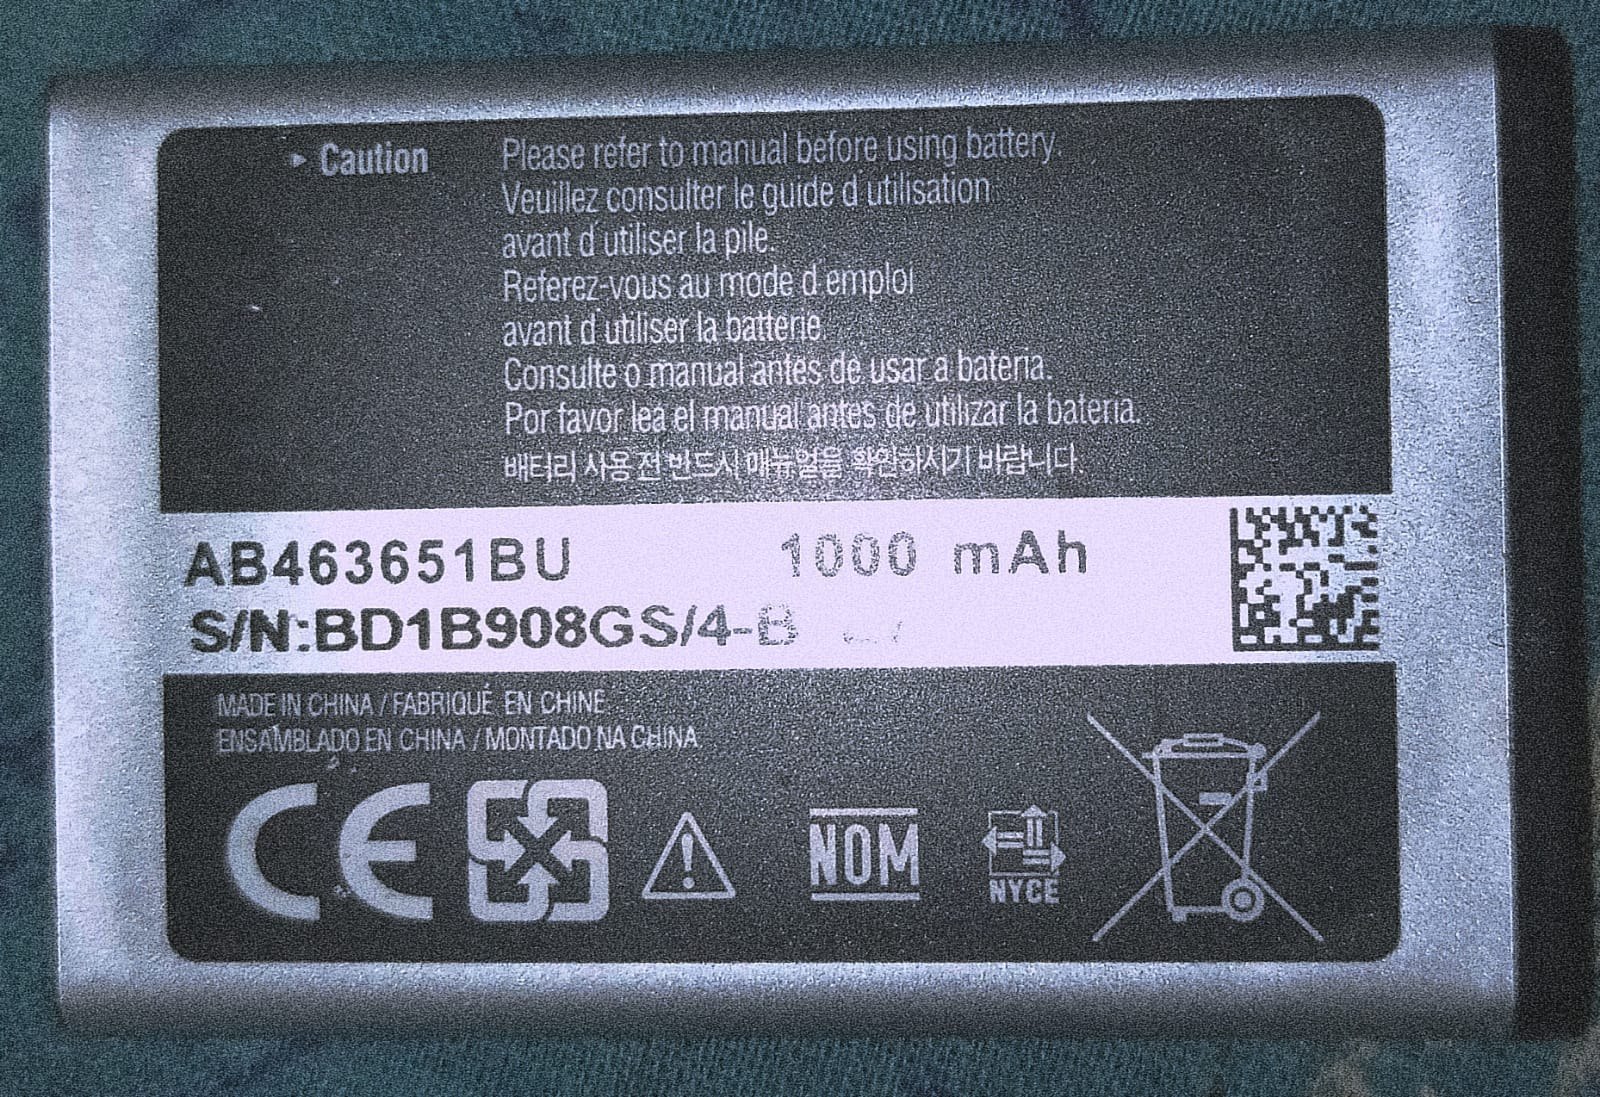 ▸ Caution
Please refer to manual before using battery.
Veuillez consulter le guide d'utilisation
avant d'utiliser la pile.
Referez-vous au mode d'emploi
avant d'utiliser la batterie.
Consulte o manual antes de usar a bateria.
Por favor lea el manual antes de utilizar la bateria.
배터리 사용 전 반드시 매뉴얼을 확인하시기 바랍니다.
AB463651BU 1000 mAh
S/N:BD1B908GS/4-B
MADE IN CHINA / FABRIQUÉ EN CHINE
ENSAMBLADO EN CHINA / MONTADO NA CHINA
CE
NOM
NYCE